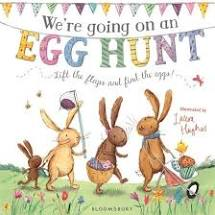 We're going on an
EGG HUNT
Lift the flaps and find the eggs!
Illustrated by
Laura
Hughes
BLOOMSBURY